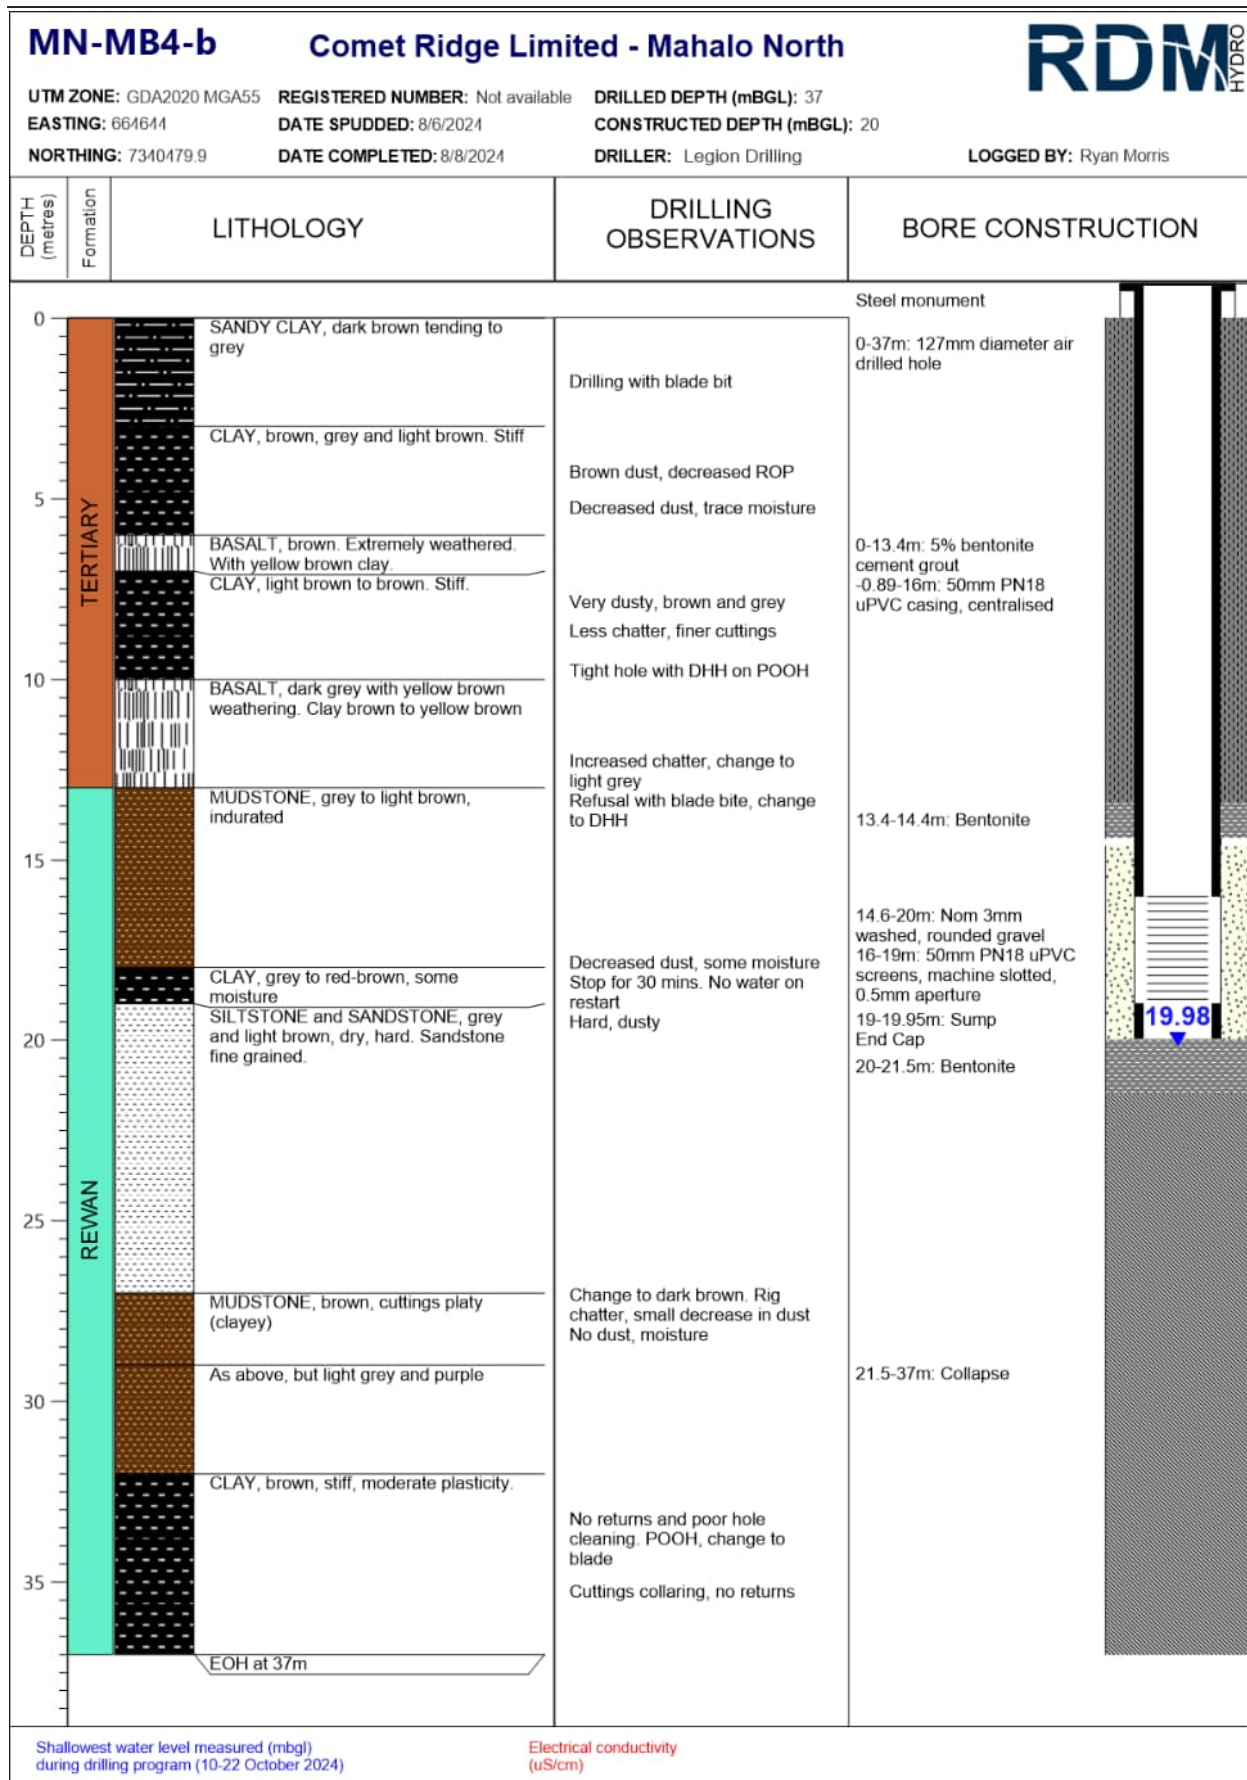 MN-MB4-b
Comet Ridge Limited - Mahalo North
RDM HYDRO
UTM ZONE: GDA2020 MGA55 REGISTERED NUMBER: Not available DRILLED DEPTH (mBGL): 37
EASTING: 664644 DATE SPUDDED: 8/6/2024 CONSTRUCTED DEPTH (mBGL): 20
NORTHING: 7340479.9 DATE COMPLETED: 8/8/2024 DRILLER: Legion Drilling LOGGED BY: Ryan Morris
DEPTH
(metres)
Formation
LITHOLOGY
DRILLING
OBSERVATIONS
BORE CONSTRUCTION
0
5
10
15
20
25
30
35
TERTIARY
REWAN
SANDY CLAY, dark brown tending to
grey
CLAY, brown, grey and light brown. Stiff
BASALT, brown. Extremely weathered.
With yellow brown clay.
CLAY, light brown to brown. Stiff.
BASALT, dark grey with yellow brown
weathering. Clay brown to yellow brown
MUDSTONE, grey to light brown,
indurated
CLAY, grey to red-brown, some
moisture
SILTSTONE and SANDSTONE, grey
and light brown, dry, hard. Sandstone
fine grained.
MUDSTONE, brown, cuttings platy
(clayey)
As above, but light grey and purple
CLAY, brown, stiff, moderate plasticity.
EOH at 37m
Drilling with blade bit
Brown dust, decreased ROP
Decreased dust, trace moisture
Very dusty, brown and grey
Less chatter, finer cuttings
Tight hole with DHH on POOH
Increased chatter, change to
light grey
Refusal with blade bite, change
to DHH
Decreased dust, some moisture
Stop for 30 mins. No water on
restart
Hard, dusty
Change to dark brown. Rig
chatter, small decrease in dust
No dust, moisture
No returns and poor hole
cleaning. POOH, change to
blade
Cuttings collaring, no returns
Steel monument
0-37m: 127mm diameter air
drilled hole
0-13.4m: 5% bentonite
cement grout
-0.89-16m: 50mm PN18
uPVC casing, centralised
13.4-14.4m: Bentonite
14.6-20m: Nom 3mm
washed, rounded gravel
16-19m: 50mm PN18 uPVC
screens, machine slotted,
0.5mm aperture
19-19.95m: Sump
End Cap
20-21.5m: Bentonite
21.5-37m: Collapse
19.98
Shallowest water level measured (mbgl)
during drilling program (10-22 October 2024)
Electrical conductivity
(uS/cm)